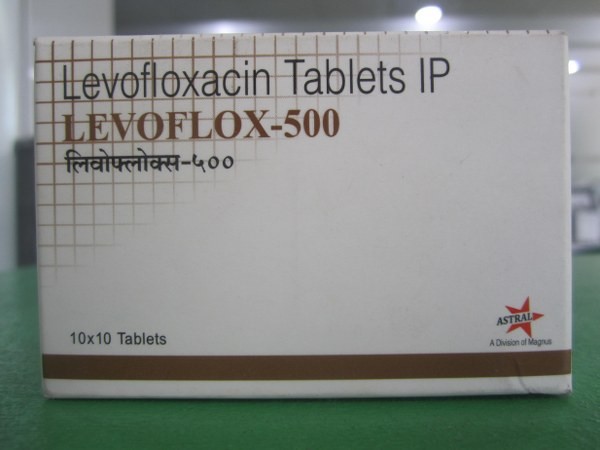 Levofloxacin Tablets IP
LEVOFLOX-500
लिवोफ्लोक्स-५००
10x10 Tablets
ASTRAL
A Division of Magnus